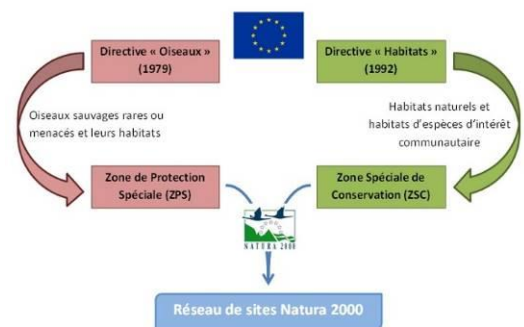 Directive « Oiseaux »
(1979)
Directive « Habitats »
(1992)
Oiseaux sauvages rares ou
menacés et leurs habitats
Habitats naturels et
habitats d'espèces d'intérêt
communautaire
Zone de Protection
Spéciale (ZPS)
Zone Spéciale de
Conservation (ZSC)
NATURA 2000
Réseau de sites Natura 2000